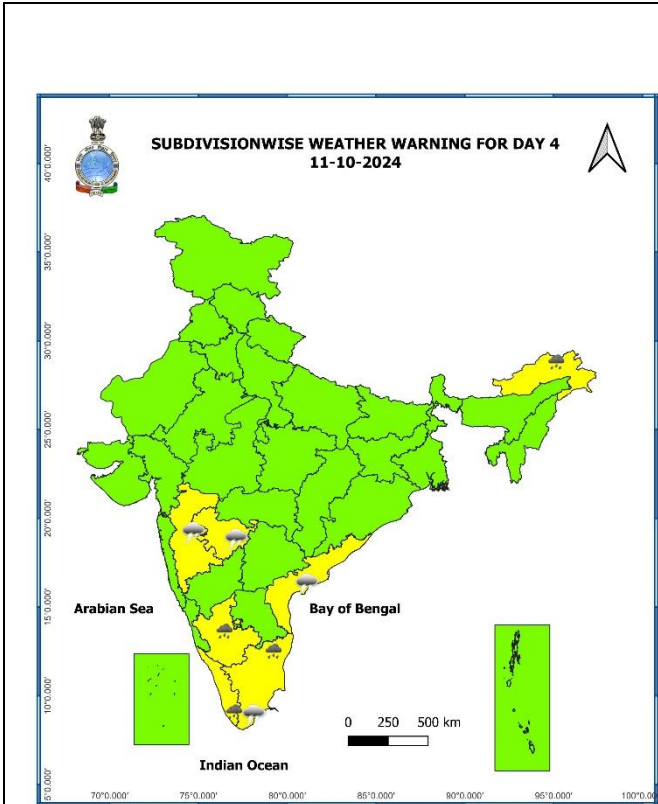 SUBDIVISIONWISE WEATHER WARNING FOR DAY 4
11-10-2024
40°0.000'
35°0.000'
30°0.000'
25°0.000'
20°0.000'
15°0.000'
10°0.000'
5°0.000'
Arabian Sea
Bay of Bengal
0 250 500 km
Indian Ocean
70°0.000' 75°0.000' 80°0.000' 85°0.000' 90°0.000' 95°0.000' 100°0.0